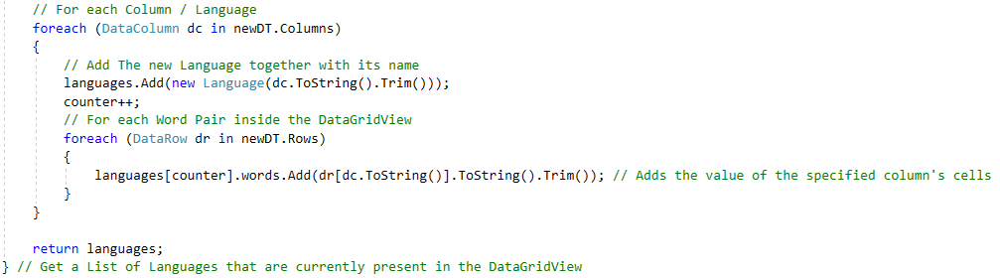 // For each Column / Language
foreach (DataColumn dc in newDT.Columns)
{
// Add The new Language together with its name
languages.Add(new Language(dc.ToString().Trim()));
counter++;
// For each Word Pair inside the DataGridView
foreach (DataRow dr in newDT.Rows)
{
languages[counter].words.Add(dr[dc.ToString()].ToString().Trim()); // Adds the value of the specified column's cells
}
}
return languages;
} // Get a List of Languages that are currently present in the DataGridView